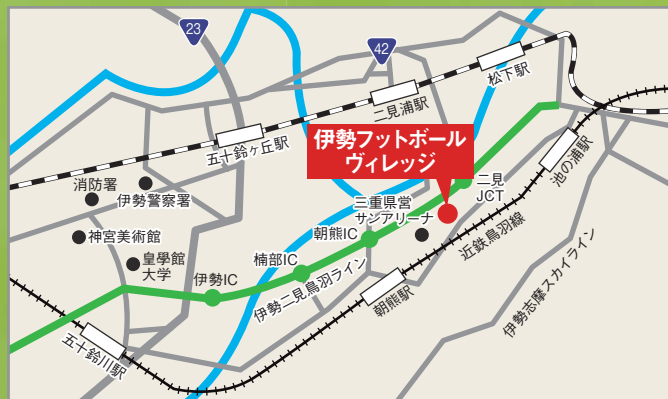 23
42
松下駅
二見浦駅
五十鈴ヶ丘駅
伊勢フットボール
ヴィレッジ
池の浦駅
二見
JCT
消防署
伊勢警察署
三重県営
サンアリーナ
神宮美術館
朝熊IC
近鉄鳥羽線
皇學館
大学
楠部IC
伊勢IC
伊勢二見鳥羽ライン
朝熊駅
伊勢志摩スカイライン
五十鈴川駅